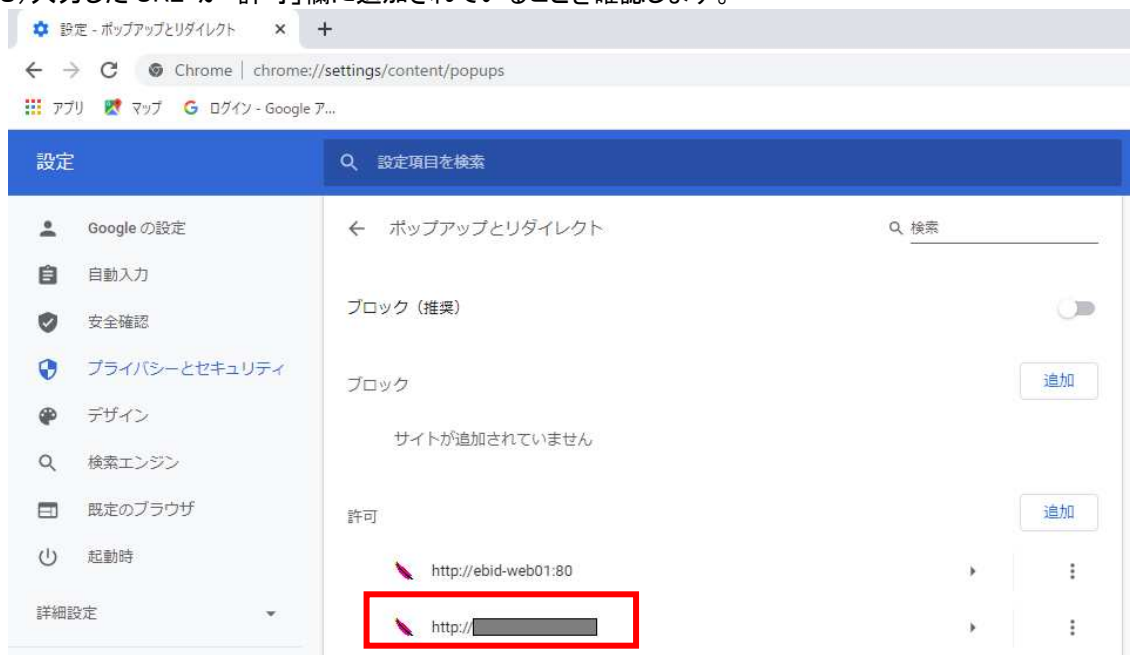 入力した URL が「許可」欄に追加されていることを確認します。
設定 - ポップアップとリダイレクト × +
Chrome | chrome://settings/content/popups
アプリ マップ G ログイン - Google ア...
設定
設定項目を検索
Google の設定
自動入力
安全確認
プライバシーとセキュリティ
デザイン
検索エンジン
既定のブラウザ
起動時
詳細設定
ポップアップとリダイレクト
検索
ブロック（推奨）
ブロック
追加
サイトが追加されていません
許可
追加
http://ebid-web01:80
http://